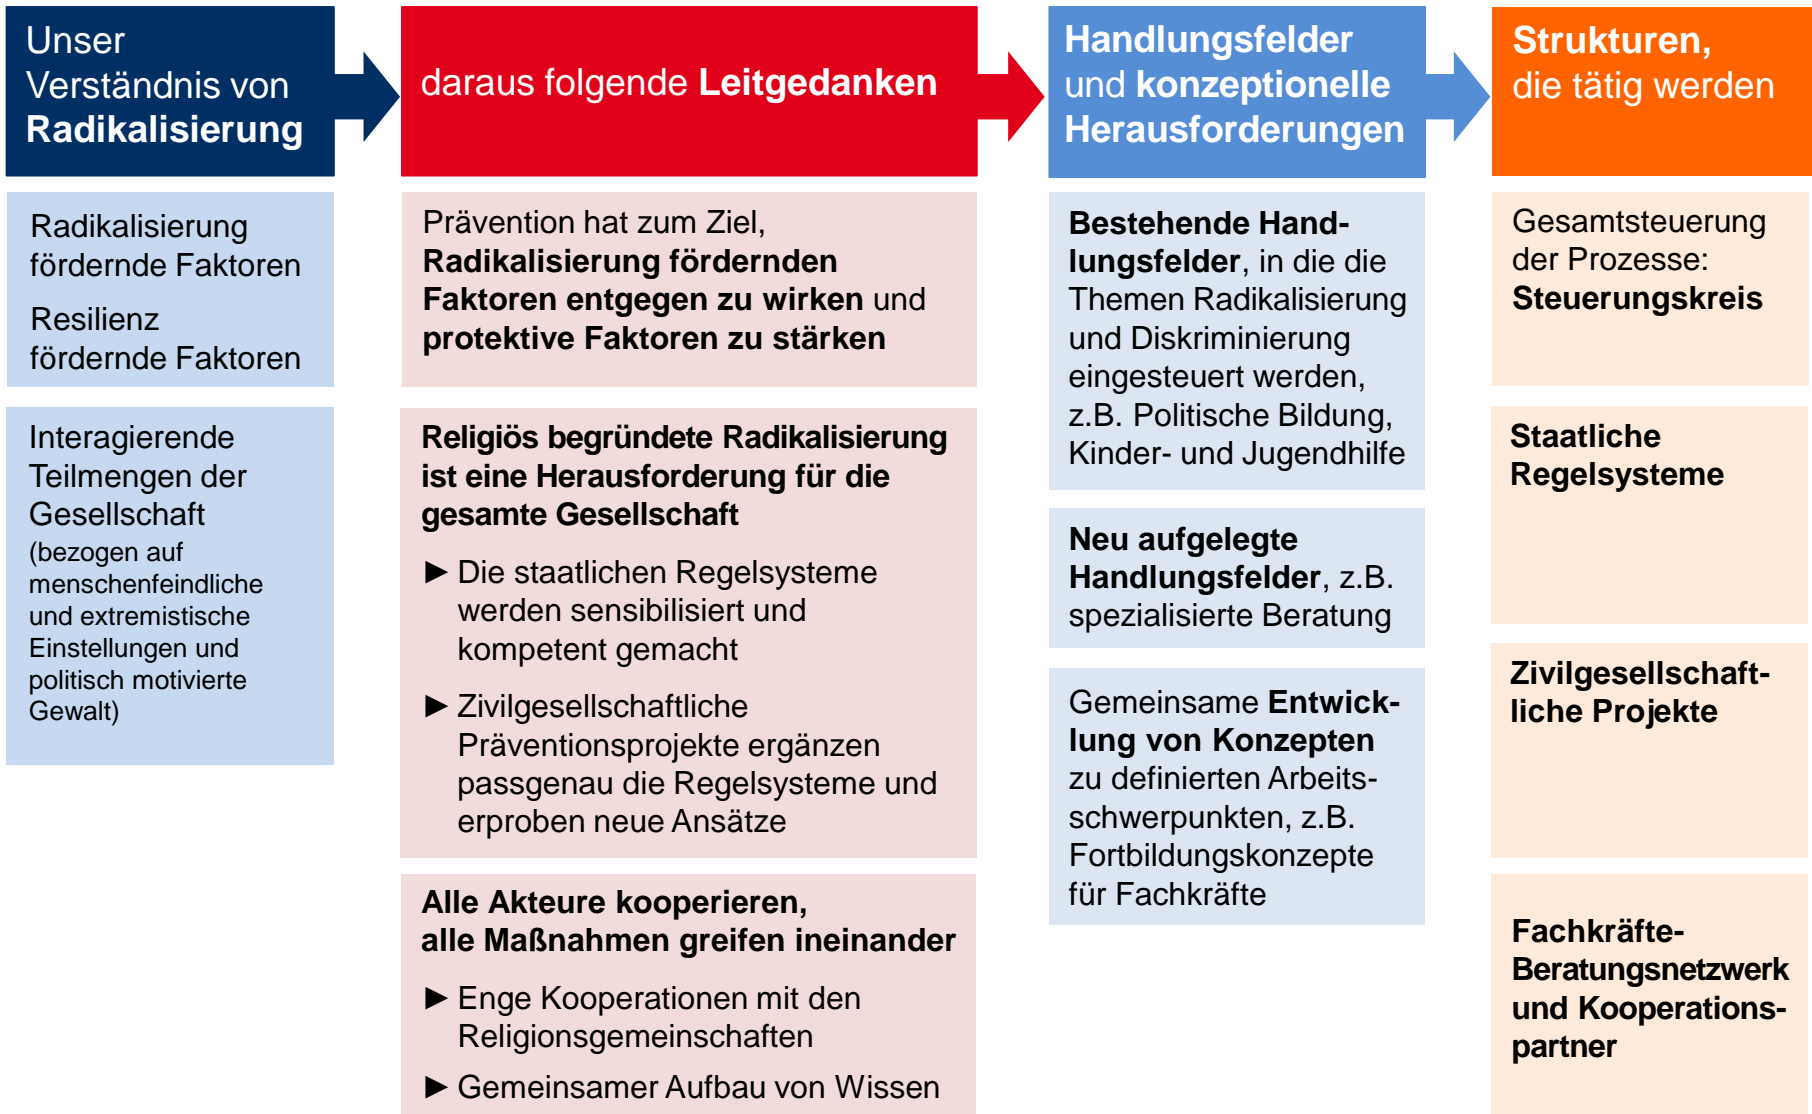 Unser
Verständnis von
Radikalisierung
daraus folgende Leitgedanken
Handlungsfelder
und konzeptionelle
Herausforderungen
Strukturen,
die tätig werden
Radikalisierung
fördernde Faktoren
Resilienz
fördernde Faktoren
Interagierende
Teilmengen der
Gesellschaft
(bezogen auf
menschenfeindliche
und extremistische
Einstellungen und
politisch motivierte
Gewalt)
Prävention hat zum Ziel,
Radikalisierung fördernden
Faktoren entgegen zu wirken und
protektive Faktoren zu stärken
Religiös begründete Radikalisierung
ist eine Herausforderung für die
gesamte Gesellschaft
► Die staatlichen Regelsysteme
werden sensibilisiert und
kompetent gemacht
► Zivilgesellschaftliche
Präventionsprojekte ergänzen
passgenau die Regelsysteme und
erproben neue Ansätze
Alle Akteure kooperieren,
alle Maßnahmen greifen ineinander
► Enge Kooperationen mit den
Religionsgemeinschaften
► Gemeinsamer Aufbau von Wissen
Bestehende Hand-
lungsfelder, in die die
Themen Radikalisierung
und Diskriminierung
eingesteuert werden,
z.B. Politische Bildung,
Kinder- und Jugendhilfe
Neu aufgelegte
Handlungsfelder, z.B.
spezialisierte Beratung
Gemeinsame Entwick-
lung von Konzepten
zu definierten Arbeits-
schwerpunkten, z.B.
Fortbildungskonzepte
für Fachkräfte
Gesamtsteuerung
der Prozesse:
Steuerungskreis
Staatliche
Regelsysteme
Zivilgesellschaft-
liche Projekte
Fachkräfte-
Beratungsnetzwerk
und Kooperations-
partner